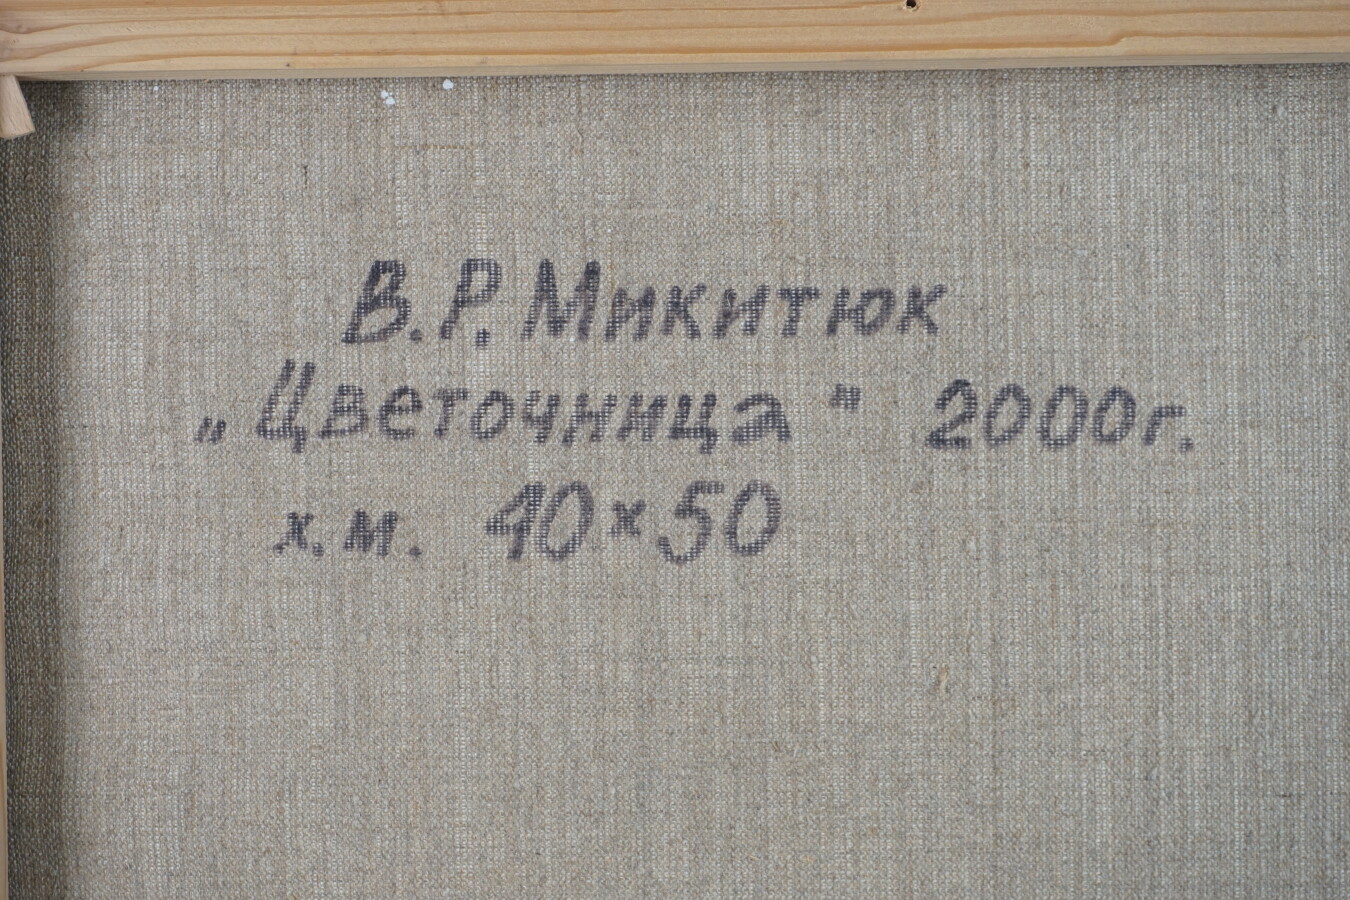 В.Р. Микитюк
„Цветочница" 2000г.
х.м. 40×50